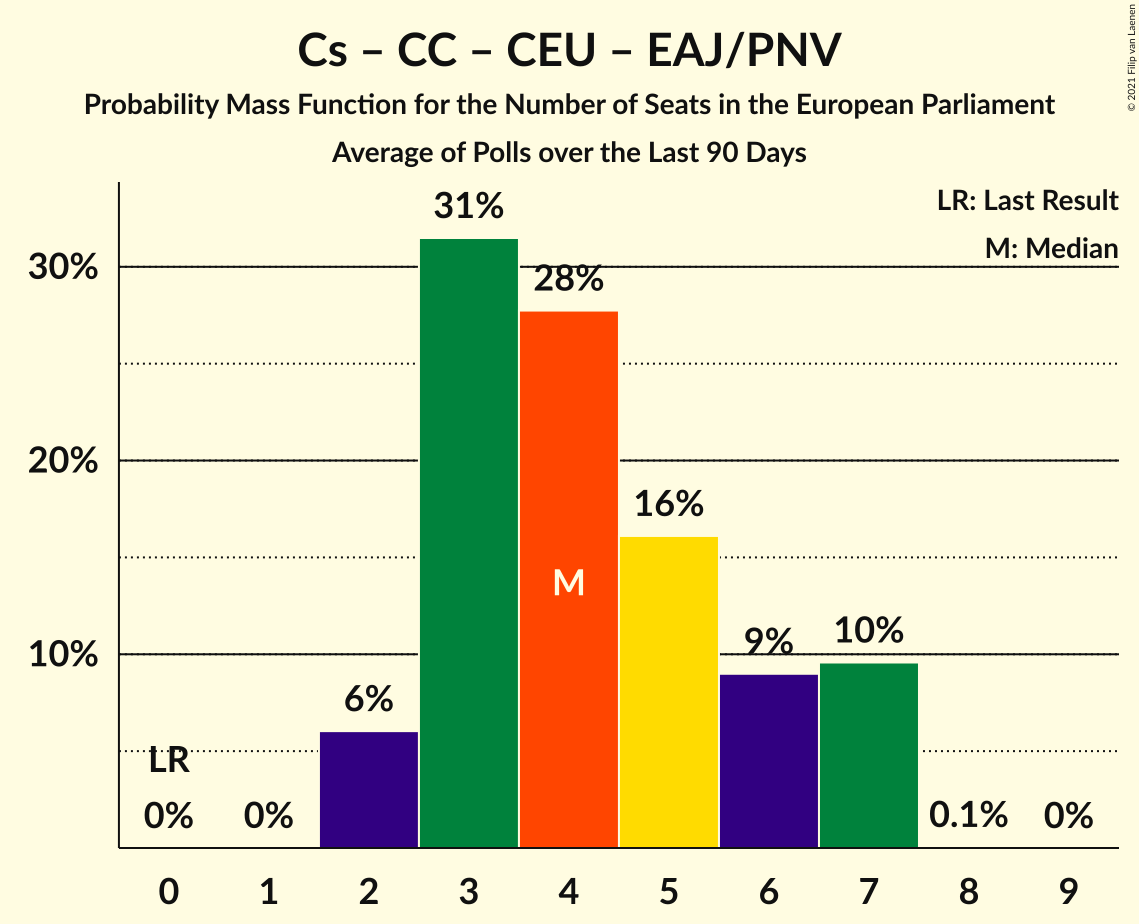 Cs – CC – CEU – EAJ/PNV
Probability Mass Function for the Number of Seats in the European Parliament
Average of Polls over the Last 90 Days
© 2021 Filip van Laenen
LR: Last Result
M: Median
30%
20%
10%
LR
0%
0%
6%
31%
28%
M
16%
9%
10%
0.1%
0%
0 1 2 3 4 5 6 7 8 9